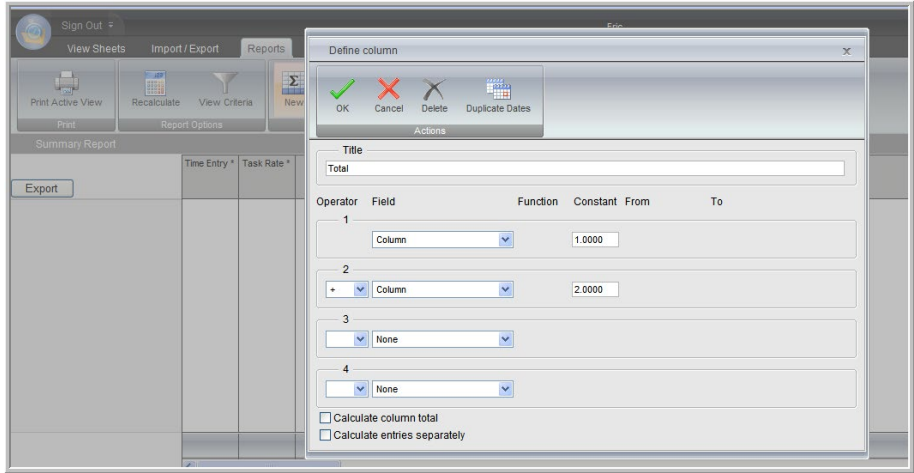 Sign Out
Eric
View Sheets Import / Export Reports
Define column x
Print Active View Recalculate View Criteria New
OK Cancel Delete Duplicate Dates
Print Report Options
Actions
Summary Report
Title
Total
Time Entry * Task Rate *
Export
Operator Field Function Constant From To
1
Column 1.0000
2
+ Column 2.0000
3
None
4
None
Calculate column total
Calculate entries separately